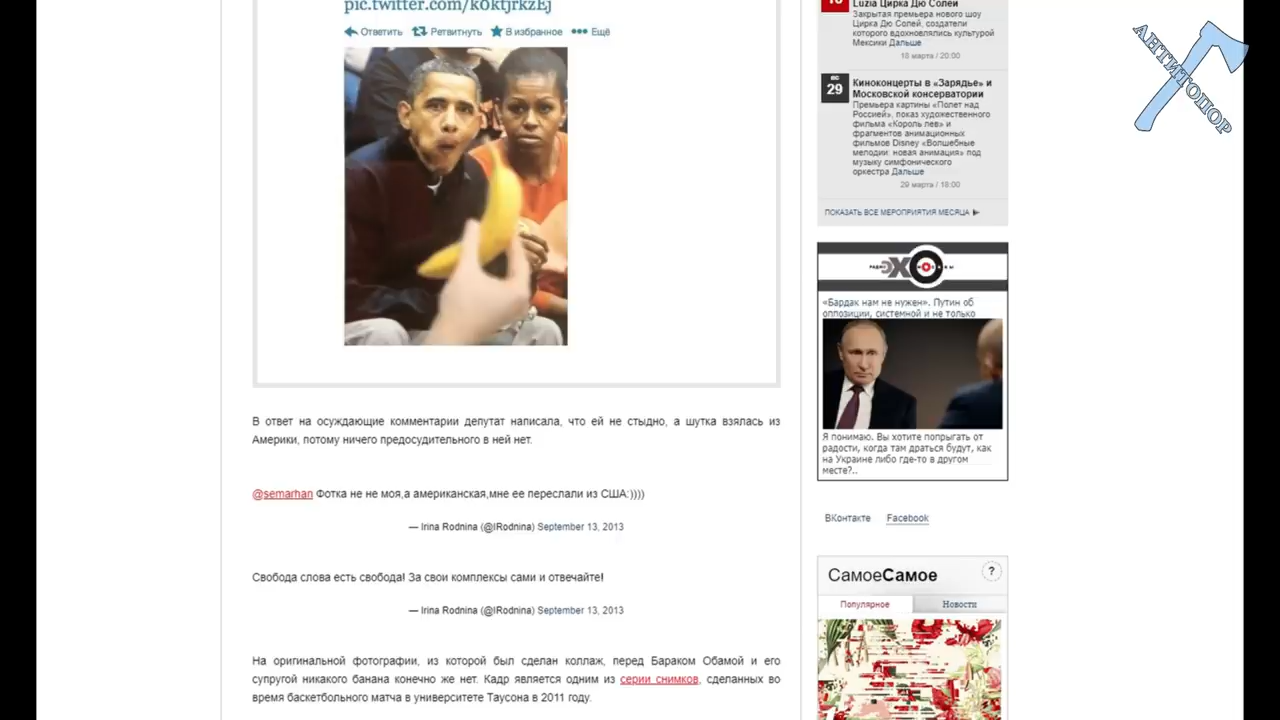 pic.twitter.com/k0ktjrkzEj
Ответить Ретвитнуть В избранное Ещё
В ответ на осуждающие комментарии депутат написала, что ей не стыдно, а шутка взялась из
Америки, потому ничего предосудительного в ней нет.
@semarhan Фотка не не моя,а американская,мне ее переслали из США:))))
— Irina Rodnina (@IRodnina) September 13, 2013
Свобода слова есть свобода! За свои комплексы сами и отвечайте!
— Irina Rodnina (@IRodnina) September 13, 2013
На оригинальной фотографии, из которой был сделан коллаж, перед Бараком Обамой и его
супругой никакого банана конечно же нет. Кадр является одним из серии снимков, сделанных во
время баскетбольного матча в университете Таусона в 2011 году.
Luzia Цирка Дю Солей
Закрытая премьера нового шоу
Цирка Дю Солей, создатели
которого вдохновлялись культурой
Мексики Дальше
18 марта / 20:00
вс
29
Киноконцерты в «Зарядье» и
Московской консерватории
Премьера картины «Полет над
Россией», показ художественного
фильма «Король лев» и
фрагментов анимационных
фильмов Disney «Волшебные
мелодии: новая анимация» под
музыку симфонического
оркестра Дальше
29 марта / 18:00
ПОКАЗАТЬ ВСЕ МЕРОПРИЯТИЯ МЕСЯЦА
РАДИО ЭХО МОСКВЫ
«Бардак нам не нужен». Путин об
оппозиции, системной и не только
Я понимаю. Вы хотите попрыгать от
радости, когда там драться будут, как
на Украине либо где-то в другом
месте?..
ВКонтакте Facebook
СамоеСамое ?
Популярное Новости
АНТИТОПОР